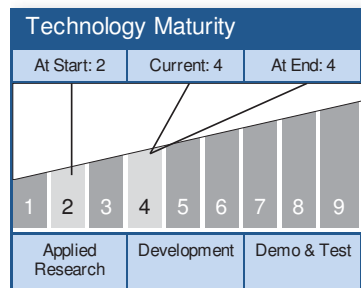 Technology Maturity
At Start: 2 Current: 4 At End: 4
1 2 3 4 5 6 7 8 9
Applied Development Demo & Test
Research